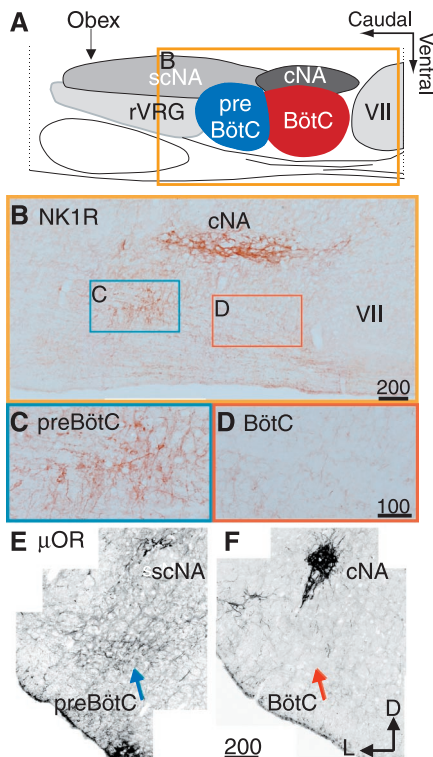 A
Obex
Caudal
Ventral
B
scNA
cNA
rVRG
pre
BötC
BötC
VII
B NK1R
cNA
C
D
VII
200
C preBötC
D BötC
100
E µOR
F
scNA
cNA
preBötC
BötC
D
L
200